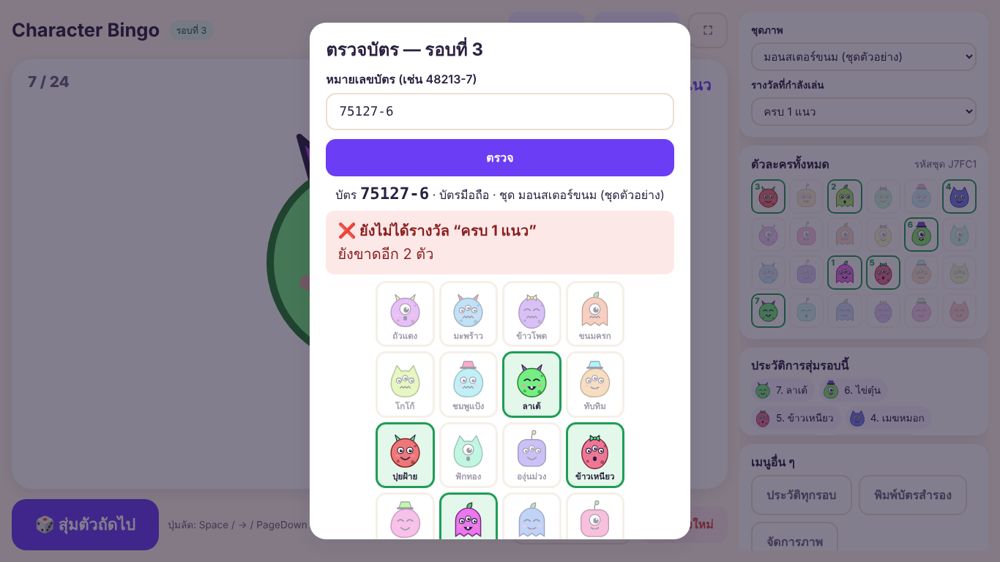 Character Bingo
รอบที่ 3
7 / 24
นว
ตรวจบัตร — รอบที่ 3
หมายเลขบัตร (เช่น 48213-7)
75127-6
ตรวจ
บัตร 75127-6 · บัตรมือถือ · ชุด มอนสเตอร์ขนม (ชุดตัวอย่าง)
❌ ยังไม่ได้รางวัล “ครบ 1 แนว”
ยังขาดอีก 2 ตัว
ถั่วแดง
มะพร้าว
ข้าวโพด
ขนมครก
โกโก้
ชมพูแป้ง
ลาเต้
ทับทิม
ปุยฝ้าย
ฟักทอง
องุ่นม่วง
ข้าวเหนียว
🎲 สุ่มตัวถัดไป
ปุ่มลัด: Space / → / PageDown
ใหม่
ชุดภาพ
มอนสเตอร์ขนม (ชุดตัวอย่าง)
รางวัลที่กำลังเล่น
ครบ 1 แนว
ตัวละครทั้งหมด
รหัสชุด J7FC1
3
2
4
6
1
5
7
ประวัติการสุ่มรอบนี้
7. ลาเต้
6. ไข่ตุ๋น
5. ข้าวเหนียว
4. เมฆหมอก
เมนูอื่น ๆ
ประวัติทุกรอบ
พิมพ์บัตรสำรอง
จัดการภาพ